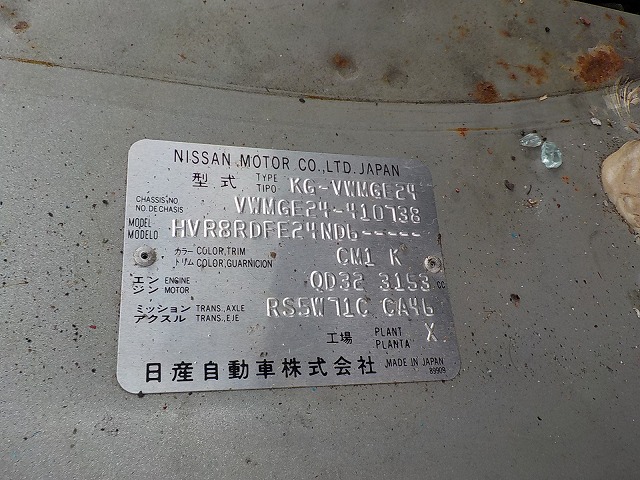 NISSAN MOTOR CO.,LTD. JAPAN
型式 TYPE TIPO KG-VWMGE24
CHASSIS NO NO.DE CHASIS VWMGE24-410738
MODEL MODELO HVR8RDFE24ND6-----
カラー トリム COLOR,TRIM COLOR,GUARNICION CM1 K
エンジン ENGINE MOTOR QD32 3153 CC
ミッション アクスル TRANS.,AXLE TRANS.,EJE RS5W71C CA46
工場 PLANT PLANTA X
日産自動車株式会社 MADE IN JAPAN
89909